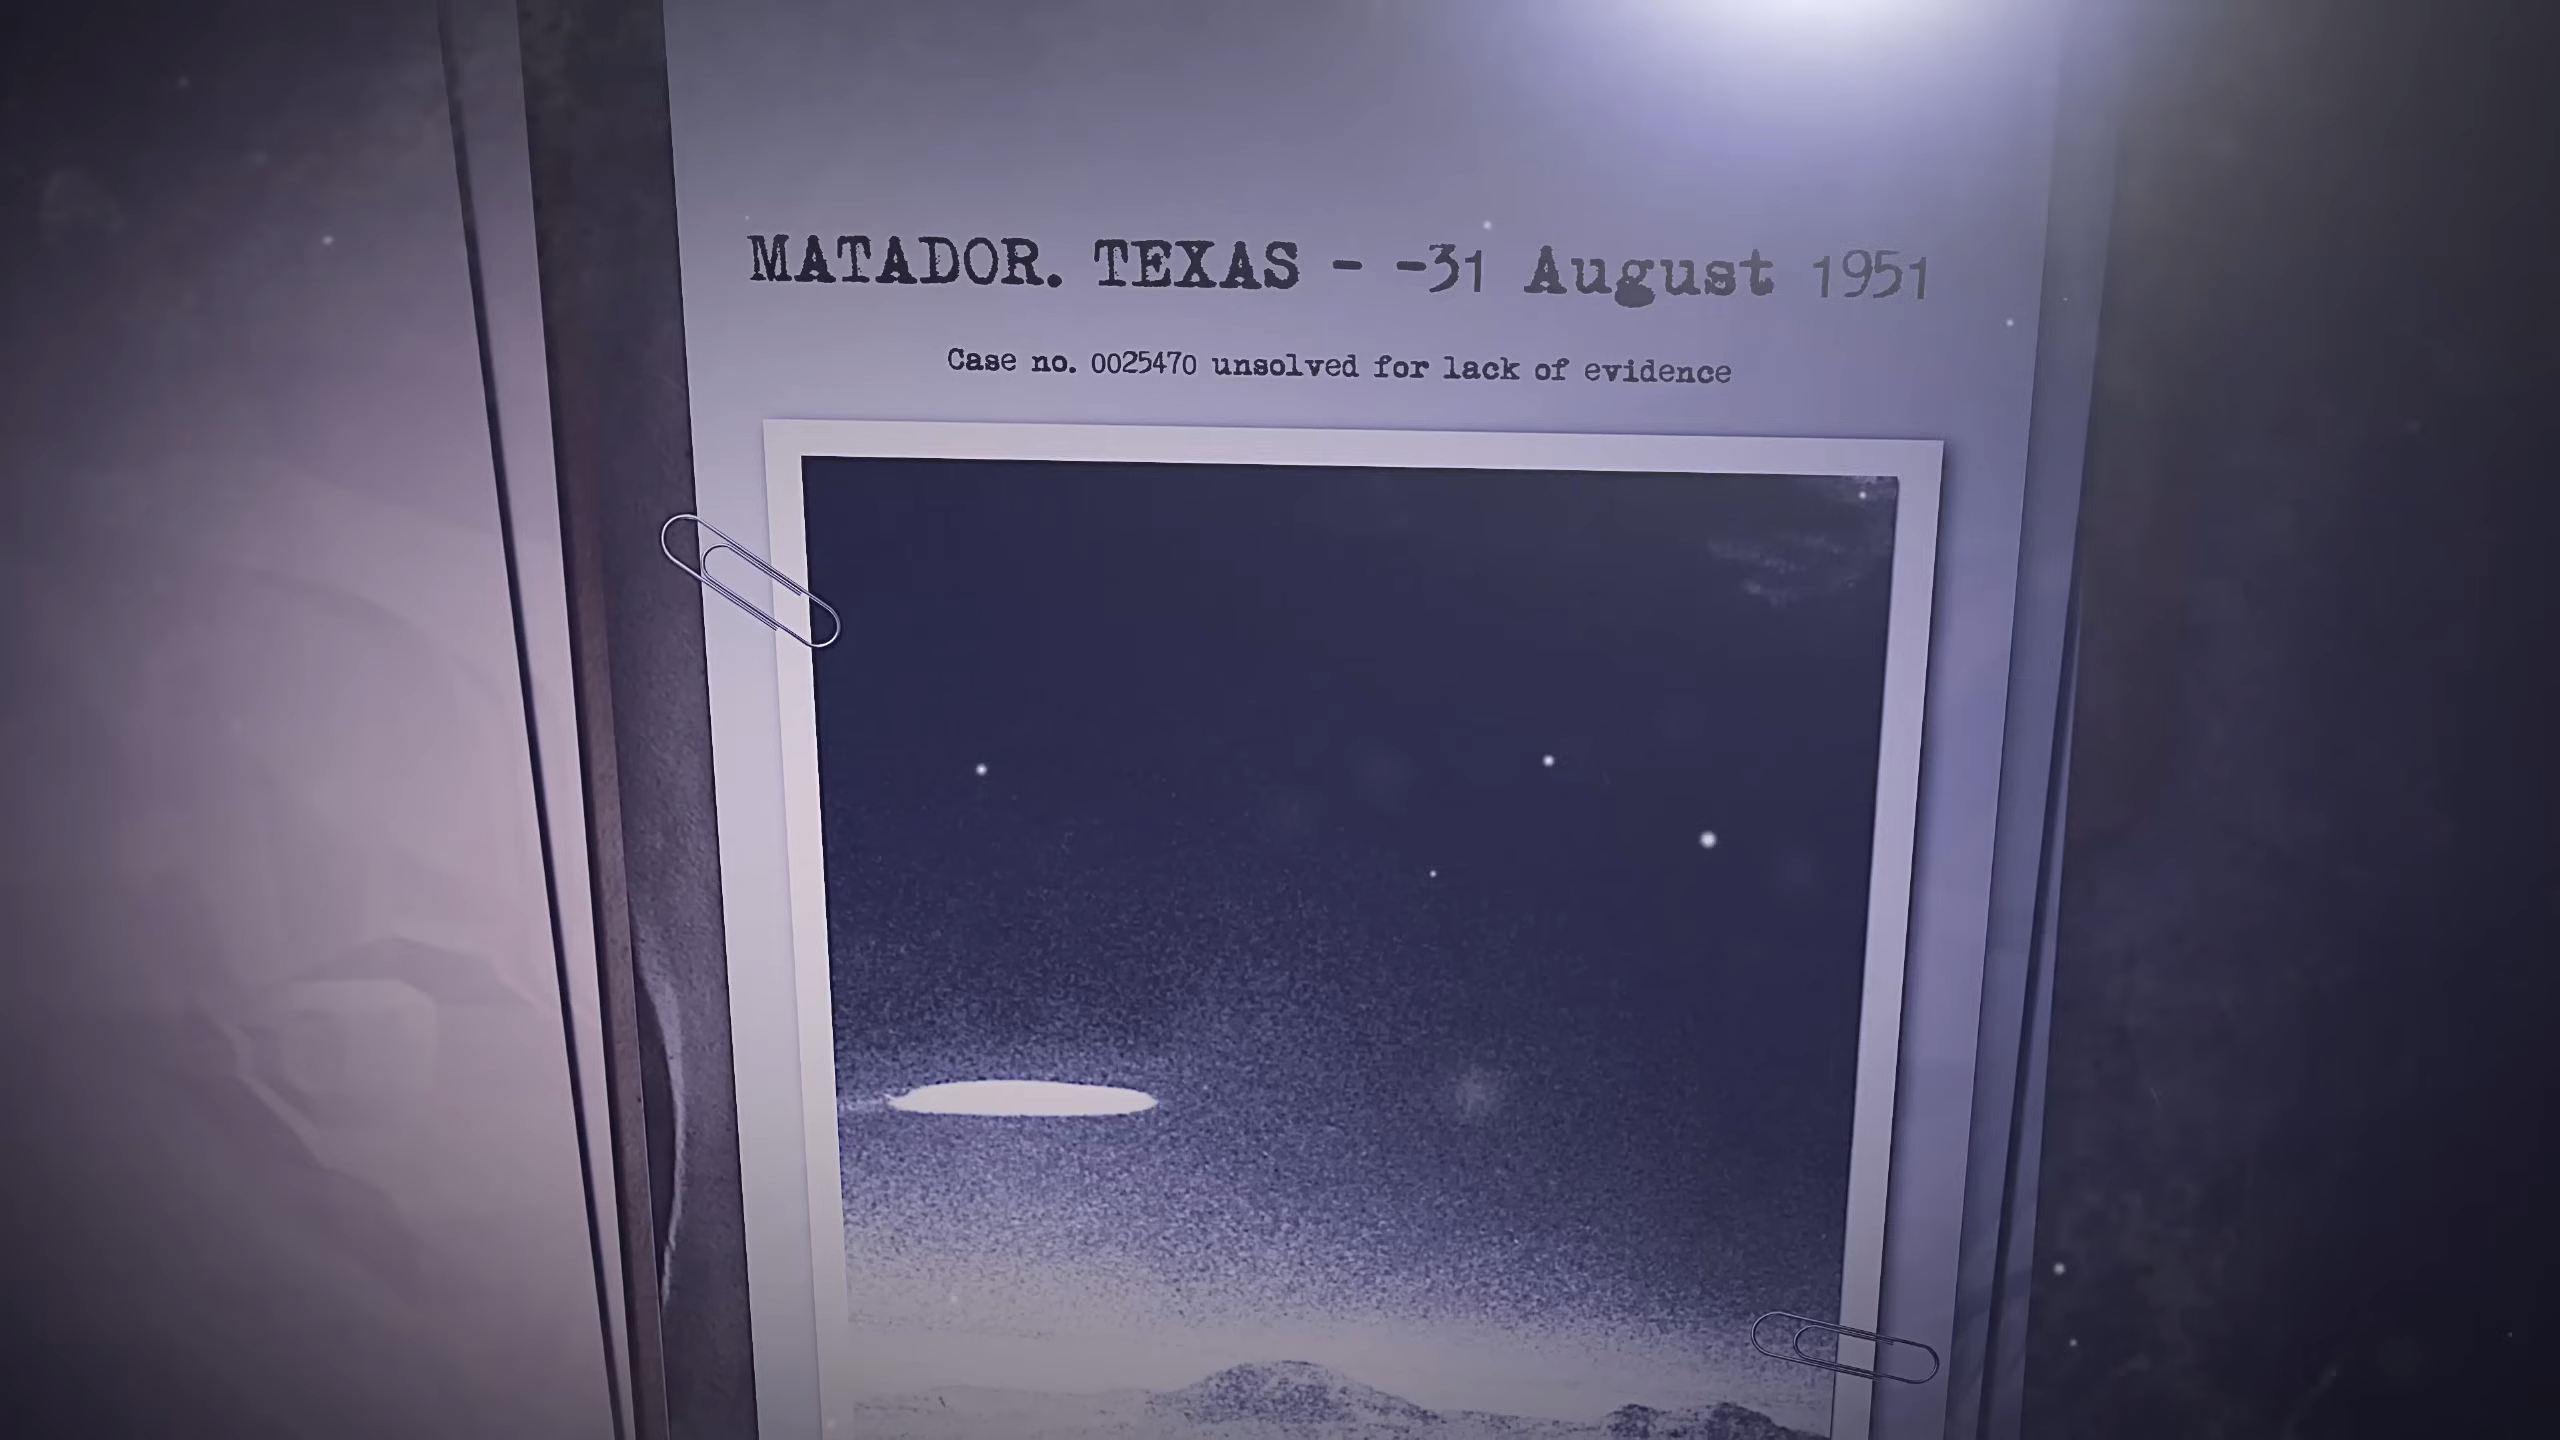 MATADOR. TEXAS - -31 August 1951
Case no. 0025470 unsolved for lack of evidence